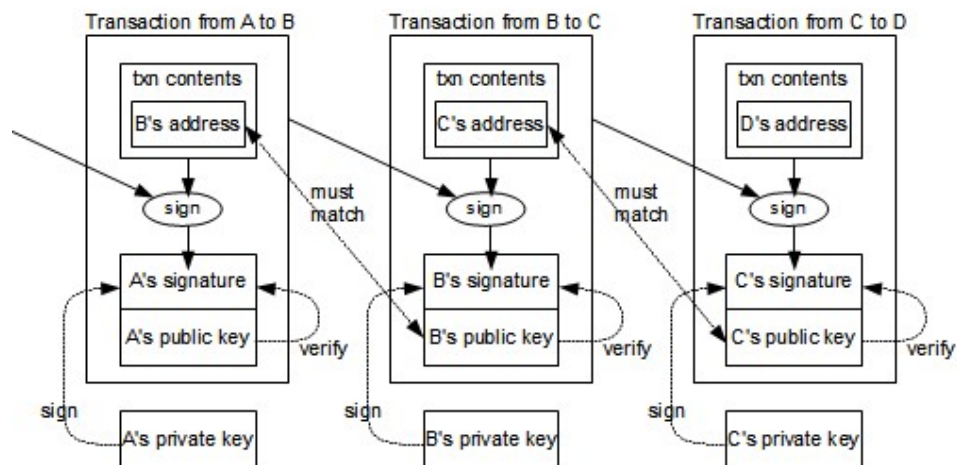 Transaction from A to B
txn contents
B's address
sign
A's signature
A's public key
verify
sign
A's private key
must
match
Transaction from B to C
txn contents
C's address
sign
B's signature
B's public key
verify
sign
B's private key
must
match
Transaction from C to D
txn contents
D's address
sign
C's signature
C's public key
verify
sign
C's private key